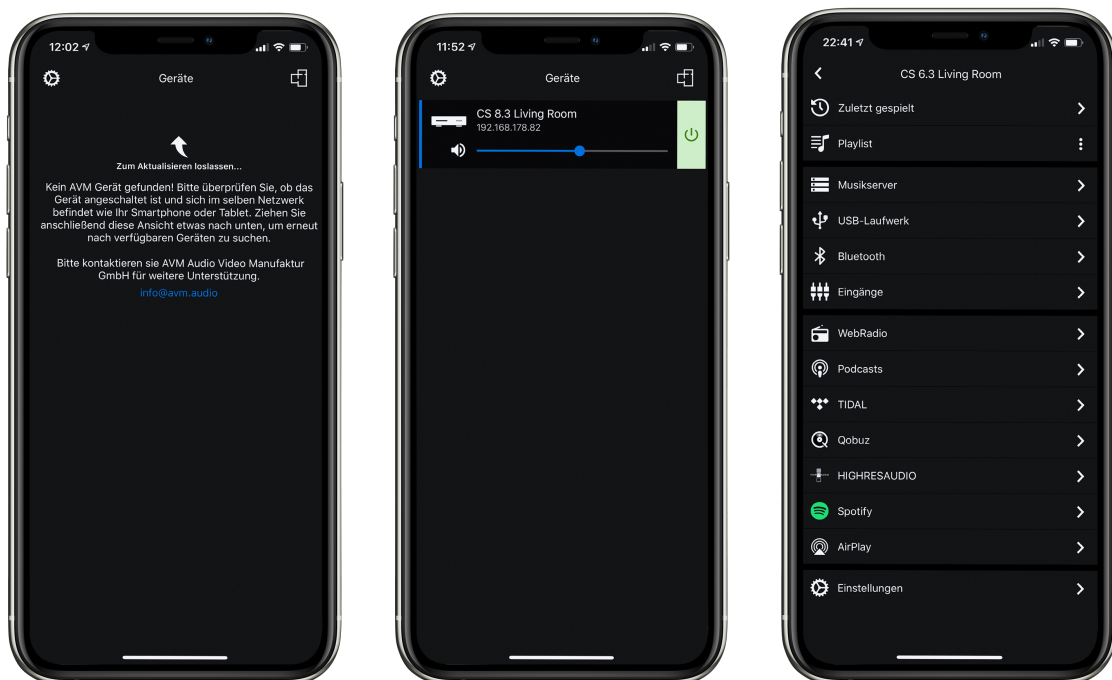 12:02
Geräte
Zum Aktualisieren loslassen...
Kein AVM Gerät gefunden! Bitte überprüfen Sie, ob das
Gerät angeschaltet ist und sich im selben Netzwerk
befindet wie Ihr Smartphone oder Tablet. Ziehen Sie
anschließend diese Ansicht etwas nach unten, um erneut
nach verfügbaren Geräten zu suchen.
Bitte kontaktieren sie AVM Audio Video Manufaktur
GmbH für weitere Unterstützung.
info@avm.audio
11:52
Geräte
CS 8.3 Living Room
192.168.178.82
22:41
CS 6.3 Living Room
Zuletzt gespielt
Playlist
Musikserver
USB-Laufwerk
Bluetooth
Eingänge
WebRadio
Podcasts
TIDAL
Qobuz
HIGHRESAUDIO
Spotify
AirPlay
Einstellungen